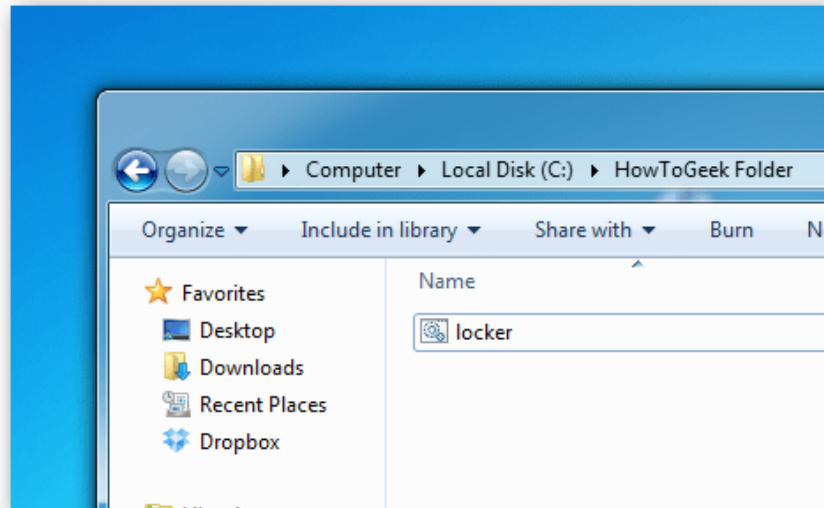 Computer Local Disk (C:) HowToGeek Folder
Organize Include in library Share with Burn
Favorites
Desktop
Downloads
Recent Places
Dropbox
Name
locker